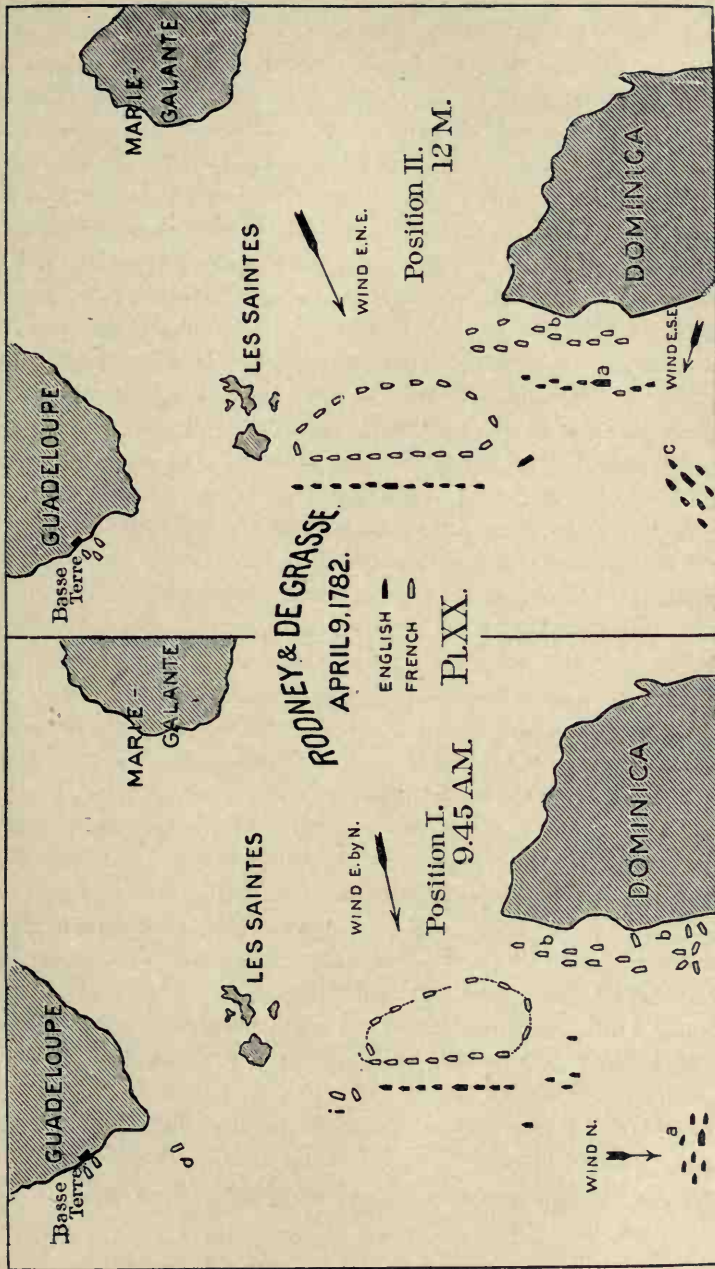 GUADELOUPE
Basse
Terre
MARIE-
GALANTE
LES SAINTES
d
i
WIND E. by N.
Position I.
9.45 A.M.
b
b
DOMINICA
WIND N.
a
RODNEY & DE GRASSE.
APRIL 9, 1782.
ENGLISH
FRENCH
Pl. XX.
GUADELOUPE
Basse
Terre
MARIE-
GALANTE
LES SAINTES
WIND E.N.E.
Position II.
12 M.
b
a
DOMINICA
WIND E.S.E.
c